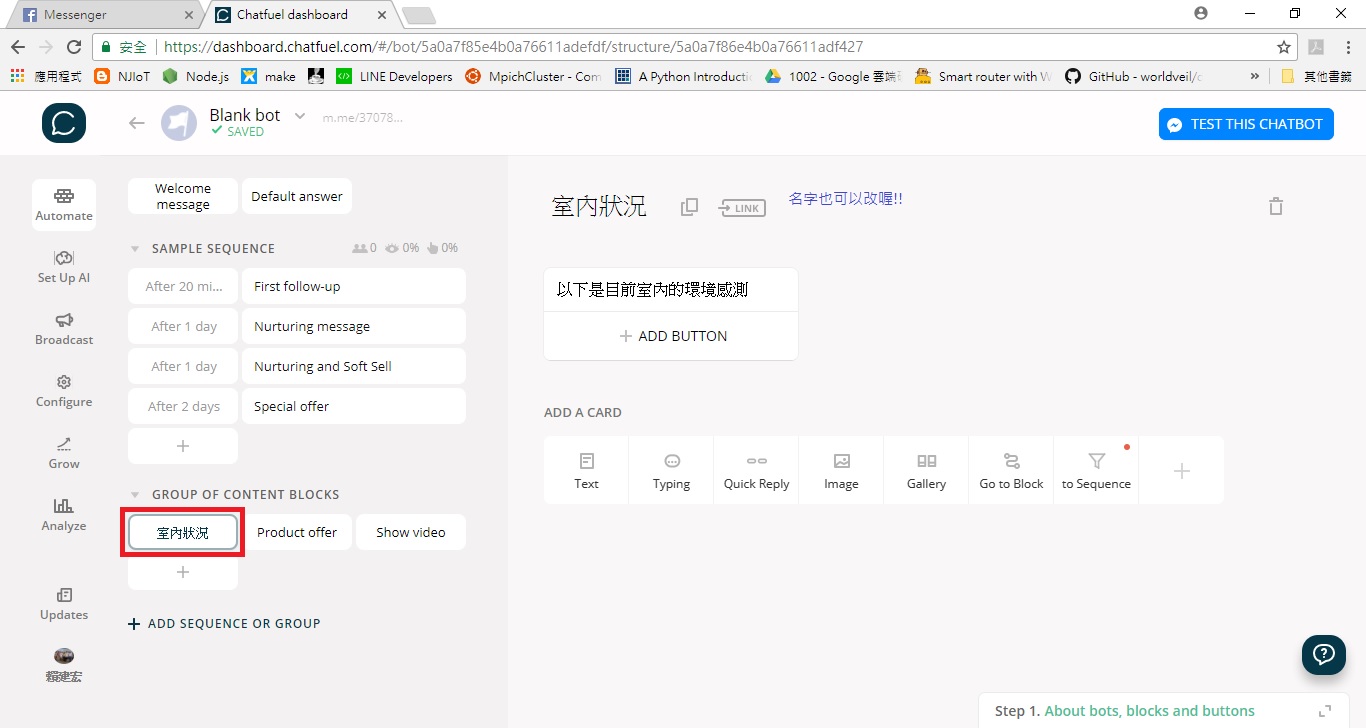 Messenger
Chatfuel dashboard
安全 https://dashboard.chatfuel.com/#/bot/5a0a7f85e4b0a76611adefdf/structure/5a0a7f86e4b0a76611adf427
應用程式 NJIoT Node.js make LINE Developers MpichCluster - Com A Python Introductio 1002 - Google 雲端 Smart router with W GitHub - worldveil/d » 其他書籤
Blank bot m.me/37078...
SAVED
TEST THIS CHATBOT
Automate
Set Up AI
Broadcast
Configure
Grow
Analyze
Updates
賴建宏
Welcome message
Default answer
SAMPLE SEQUENCE 0 0% 0%
After 20 mi... First follow-up
After 1 day Nurturing message
After 1 day Nurturing and Soft Sell
After 2 days Special offer
+
GROUP OF CONTENT BLOCKS
室內狀況 Product offer Show video
+
+ ADD SEQUENCE OR GROUP
室內狀況 LINK 名字也可以改喔!!
以下是目前室內的環境感測
+ ADD BUTTON
ADD A CARD
Text Typing Quick Reply Image Gallery Go to Block to Sequence +
Step 1. About bots, blocks and buttons